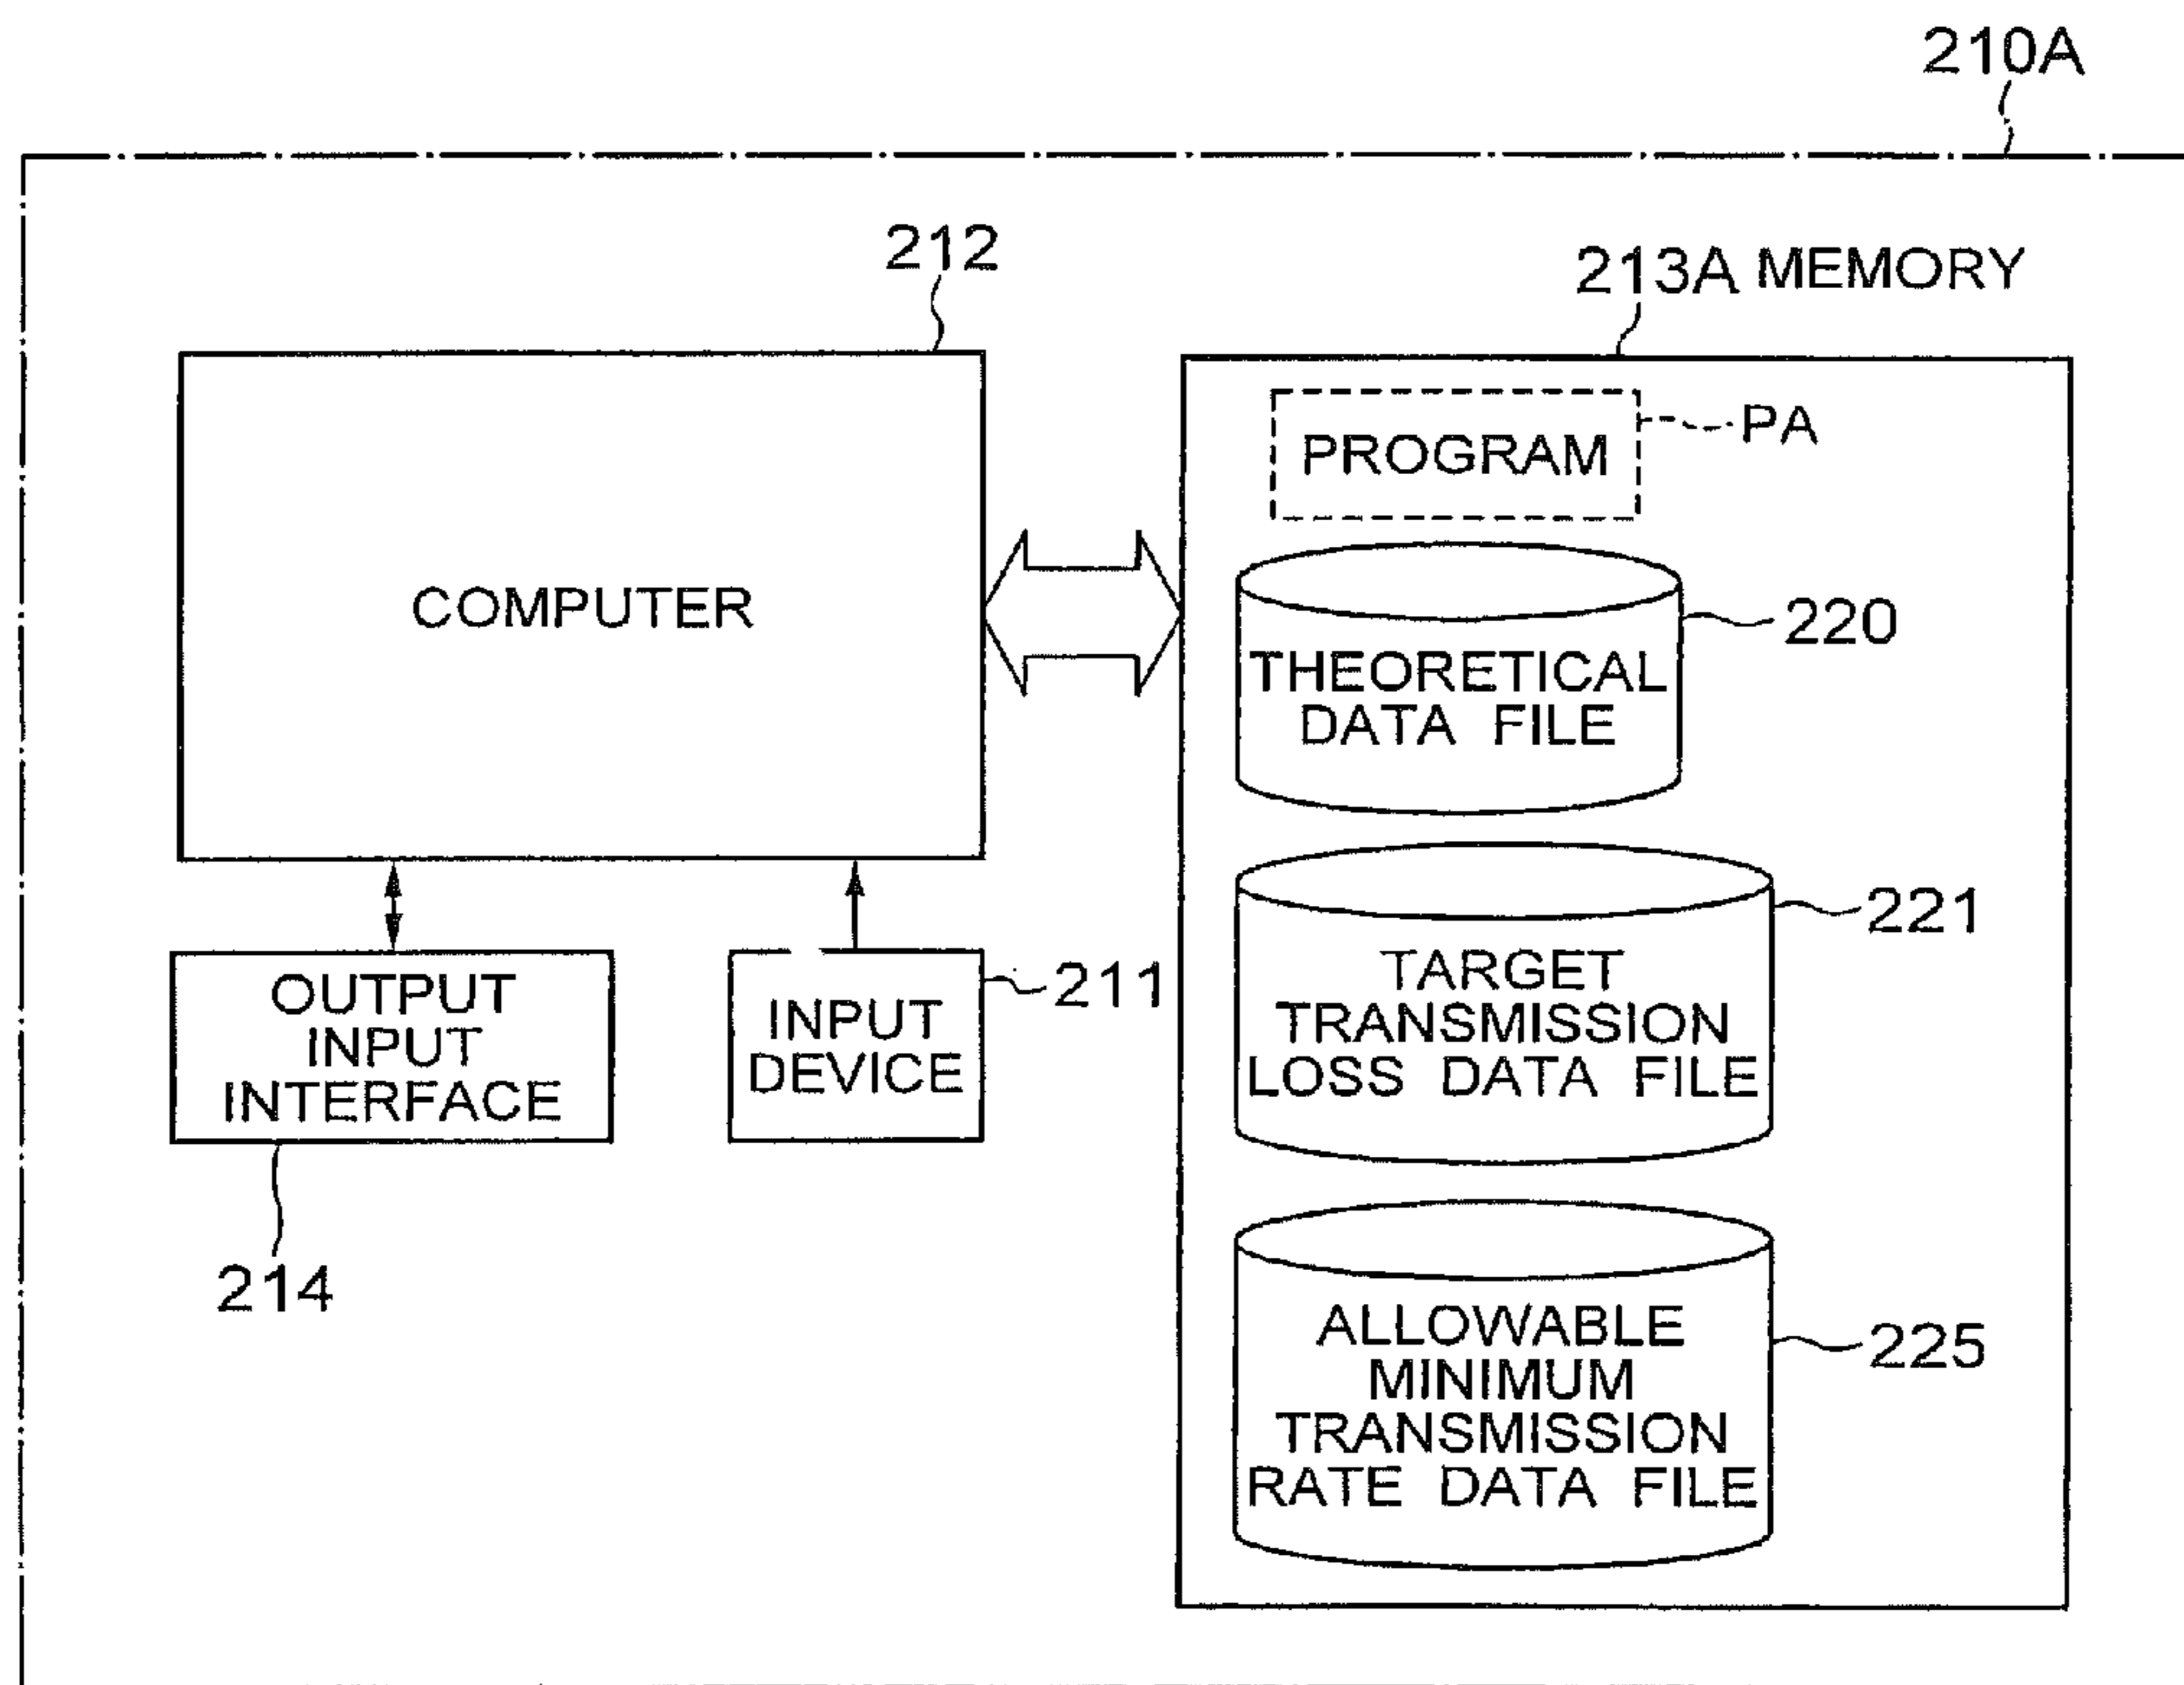 210A
212
213A MEMORY
PROGRAM
PA
COMPUTER
220
THEORETICAL
DATA FILE
221
TARGET
TRANSMISSION
LOSS DATA FILE
OUTPUT
INPUT
INTERFACE
INPUT
DEVICE
211
214
225
ALLOWABLE
MINIMUM
TRANSMISSION
RATE DATA FILE